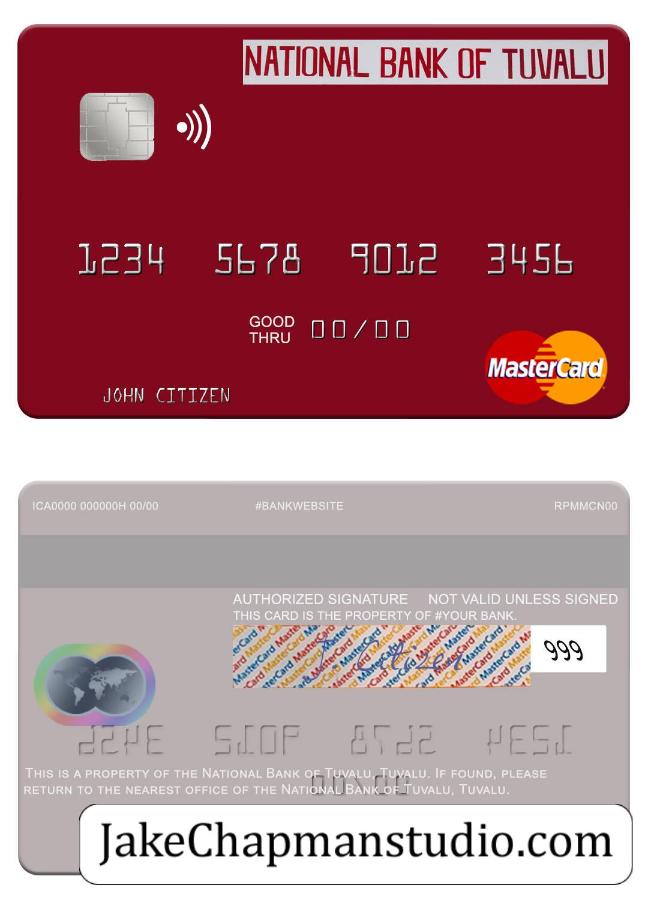 NATIONAL BANK OF TUVALU
1234 5678 9012 3456
GOOD
THRU 00/00
MasterCard
JOHN CITIZEN
ICA0000 000000H 00/00 #BANKWEBSITE RPMMCN00
AUTHORIZED SIGNATURE NOT VALID UNLESS SIGNED
THIS CARD IS THE PROPERTY OF #YOUR BANK.
J Citizen 999
THIS IS A PROPERTY OF THE NATIONAL BANK OF TUVALU, TUVALU. IF FOUND, PLEASE
RETURN TO THE NEAREST OFFICE OF THE NATIONAL BANK OF TUVALU, TUVALU.
JakeChapmanstudio.com